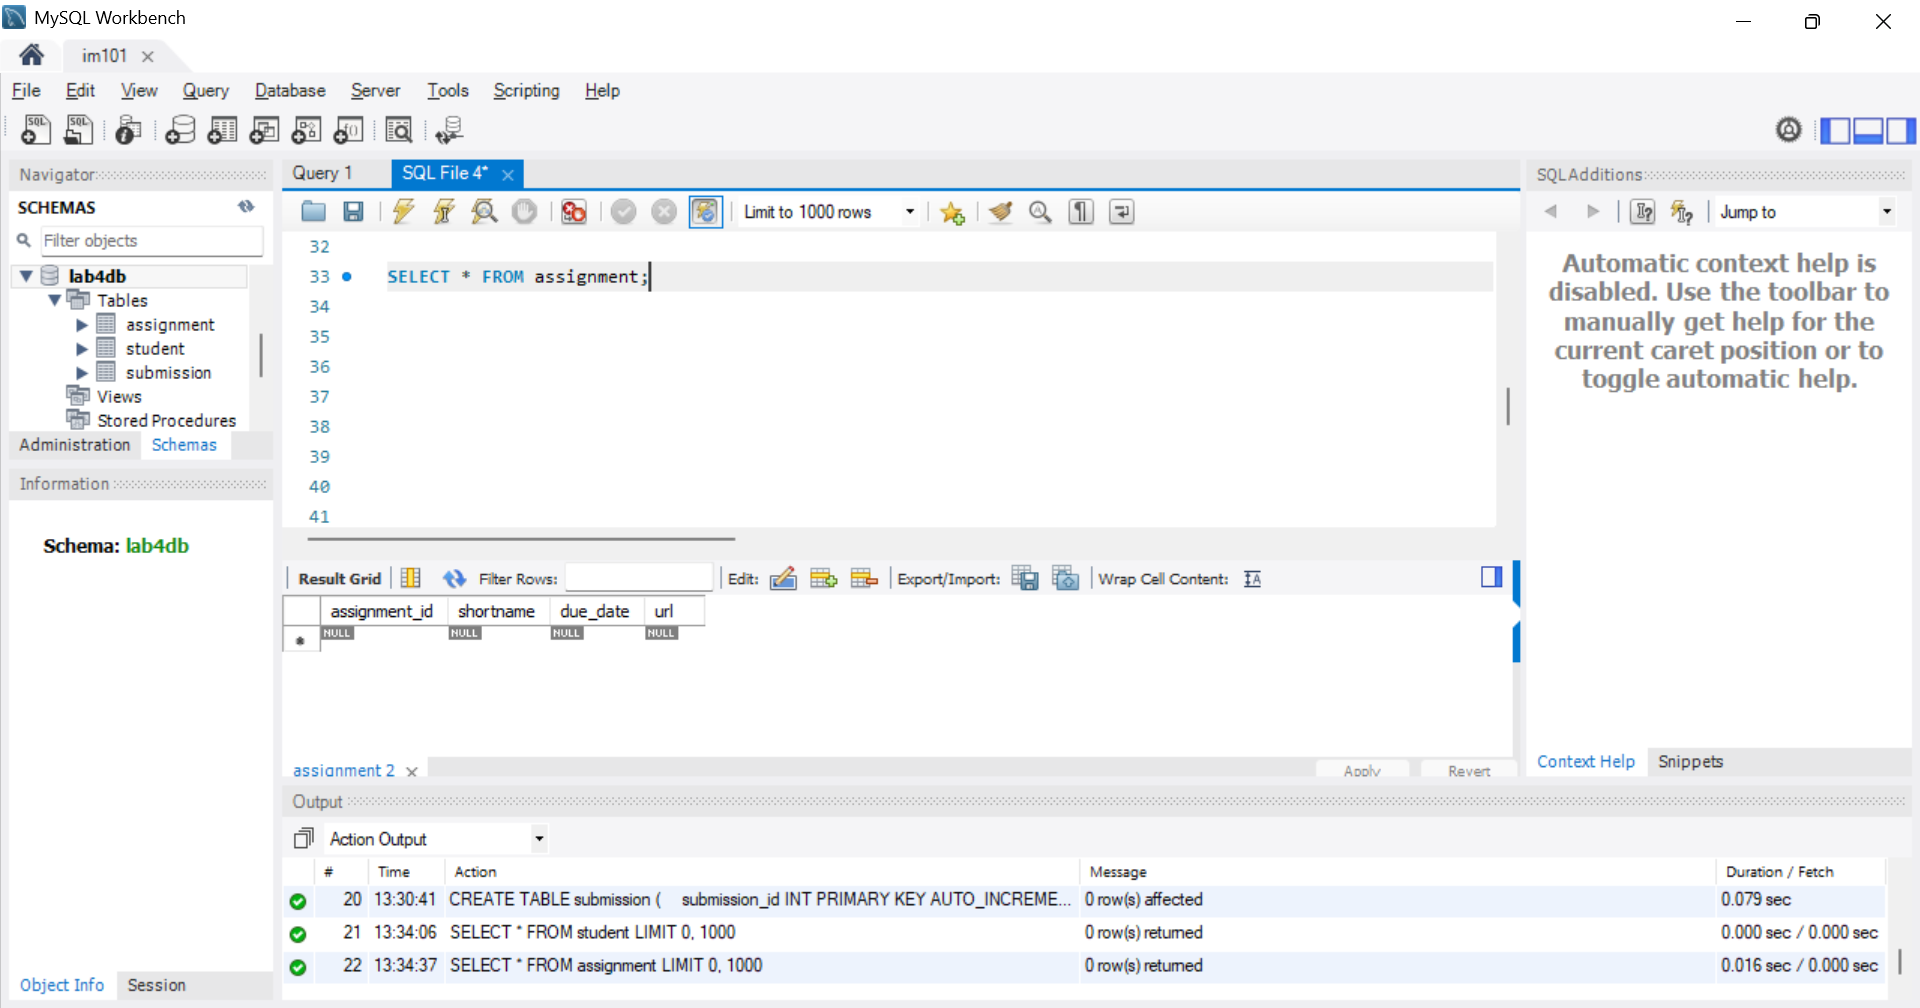 MySQL Workbench
im101
File Edit View Query Database Server Tools Scripting Help
Navigator
SCHEMAS
Filter objects
lab4db
Tables
assignment
student
submission
Views
Stored Procedures
Administration Schemas
Information
Schema: lab4db
Object Info Session
Query 1 SQL File 4*
Limit to 1000 rows
32
33 SELECT * FROM assignment;
34
35
36
37
38
39
40
41
Result Grid Filter Rows: Edit: Export/Import: Wrap Cell Content:
assignment_id shortname due_date url
* NULL NULL NULL NULL
assignment 2 Apply Revert
SQLAdditions
Jump to
Automatic context help is
disabled. Use the toolbar to
manually get help for the
current caret position or to
toggle automatic help.
Context Help Snippets
Output
Action Output
# Time Action Message Duration / Fetch
20 13:30:41 CREATE TABLE submission ( submission_id INT PRIMARY KEY AUTO_INCREME... 0 row(s) affected 0.079 sec
21 13:34:06 SELECT * FROM student LIMIT 0, 1000 0 row(s) returned 0.000 sec / 0.000 sec
22 13:34:37 SELECT * FROM assignment LIMIT 0, 1000 0 row(s) returned 0.016 sec / 0.000 sec